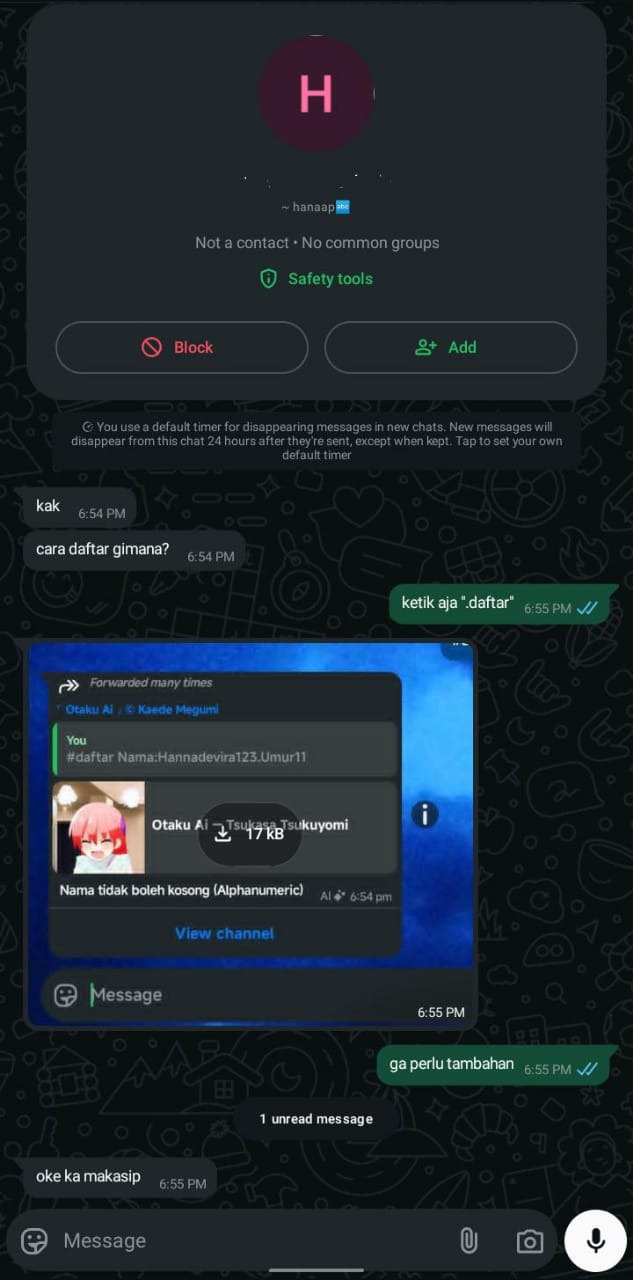 H
~ hanaap🔤
Not a contact • No common groups
Safety tools
Block
Add
You use a default timer for disappearing messages in new chats. New messages will
disappear from this chat 24 hours after they're sent, except when kept. Tap to set your own
default timer
kak 6:54 PM
cara daftar gimana? 6:54 PM
ketik aja ".daftar" 6:55 PM
Forwarded many times
「 Otaku Ai 」© Kaede Megumi
You
#daftar Nama:Hannadevira123.Umur11
Otaku Ai – Tsukasa Tsukuyomi
17 kB
Nama tidak boleh kosong (Alphanumeric) AI 6:54 pm
View channel
Message
6:55 PM
ga perlu tambahan 6:55 PM
1 unread message
oke ka makasip 6:55 PM
Message